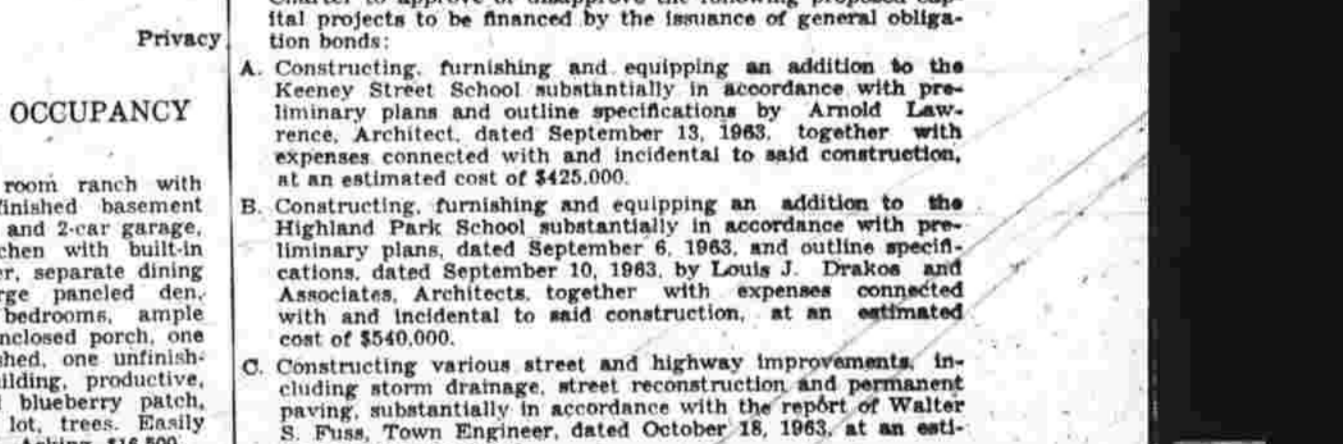 Privacy
OCCUPANCY
room ranch with
finished basement
and 2-car garage,
chen with built-in
er, separate dining
rge paneled den,
bedrooms, ample
nclosed porch, one
hed, one unfinish-
ilding, productive,
blueberry patch,
lot, trees. Easily
Asking $16,500
Charter to approve or disapprove the following proposed cap-
ital projects to be financed by the issuance of general obliga-
tion bonds:
A. Constructing, furnishing and equipping an addition to the
Keeney Street School substantially in accordance with pre-
liminary plans and outline specifications by Arnold Law-
rence, Architect, dated September 13, 1963, together with
expenses connected with and incidental to said construction,
at an estimated cost of $425,000.
B. Constructing, furnishing and equipping an addition to the
Highland Park School substantially in accordance with pre-
liminary plans, dated September 6, 1963, and outline specifi-
cations, dated September 10, 1963, by Louis J. Drakos and
Associates, Architects, together with expenses connected
with and incidental to said construction, at an estimated
cost of $540,000.
C. Constructing various street and highway improvements, in-
cluding storm drainage, street reconstruction and permanent
paving, substantially in accordance with the report of Walter
S. Fuss, Town Engineer, dated October 18, 1963, at an esti-